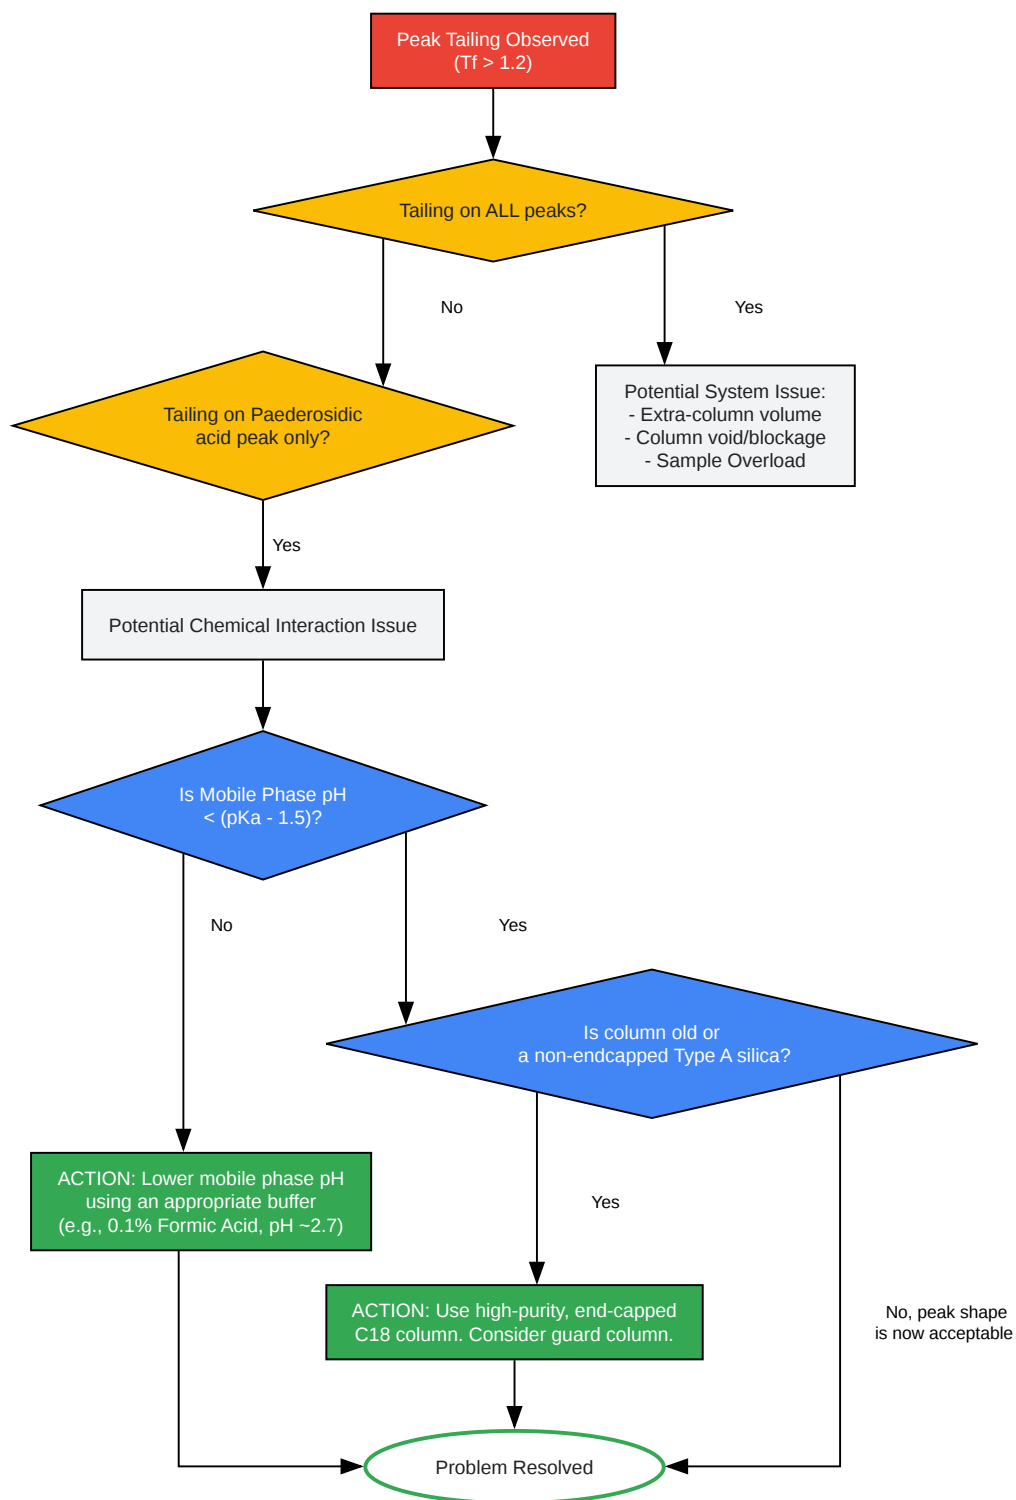 Peak Tailing Observed
(Tf > 1.2)
Tailing on ALL peaks?
No
Yes
Tailing on Paederosidic
acid peak only?
Potential System Issue:
- Extra-column volume
- Column void/blockage
- Sample Overload
Yes
Potential Chemical Interaction Issue
Is Mobile Phase pH
< (pKa - 1.5)?
No
Yes
Is column old or
a non-endcapped Type A silica?
ACTION: Lower mobile phase pH
using an appropriate buffer
(e.g., 0.1% Formic Acid, pH ~2.7)
Yes
ACTION: Use high-purity, end-capped
C18 column. Consider guard column.
No, peak shape
is now acceptable
Problem Resolved